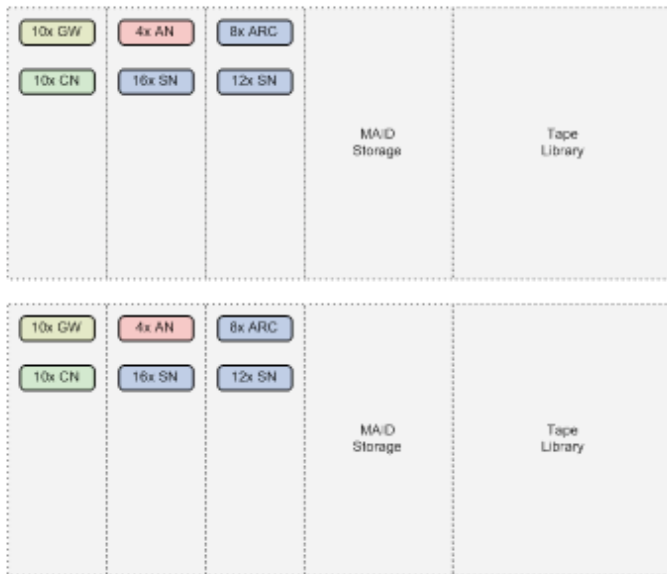 10x GW
4x AN
8x ARC
10x CN
16x SN
12x SN
MAID
Storage
Tape
Library
10x GW
4x AN
8x ARC
10x CN
16x SN
12x SN
MAID
Storage
Tape
Library